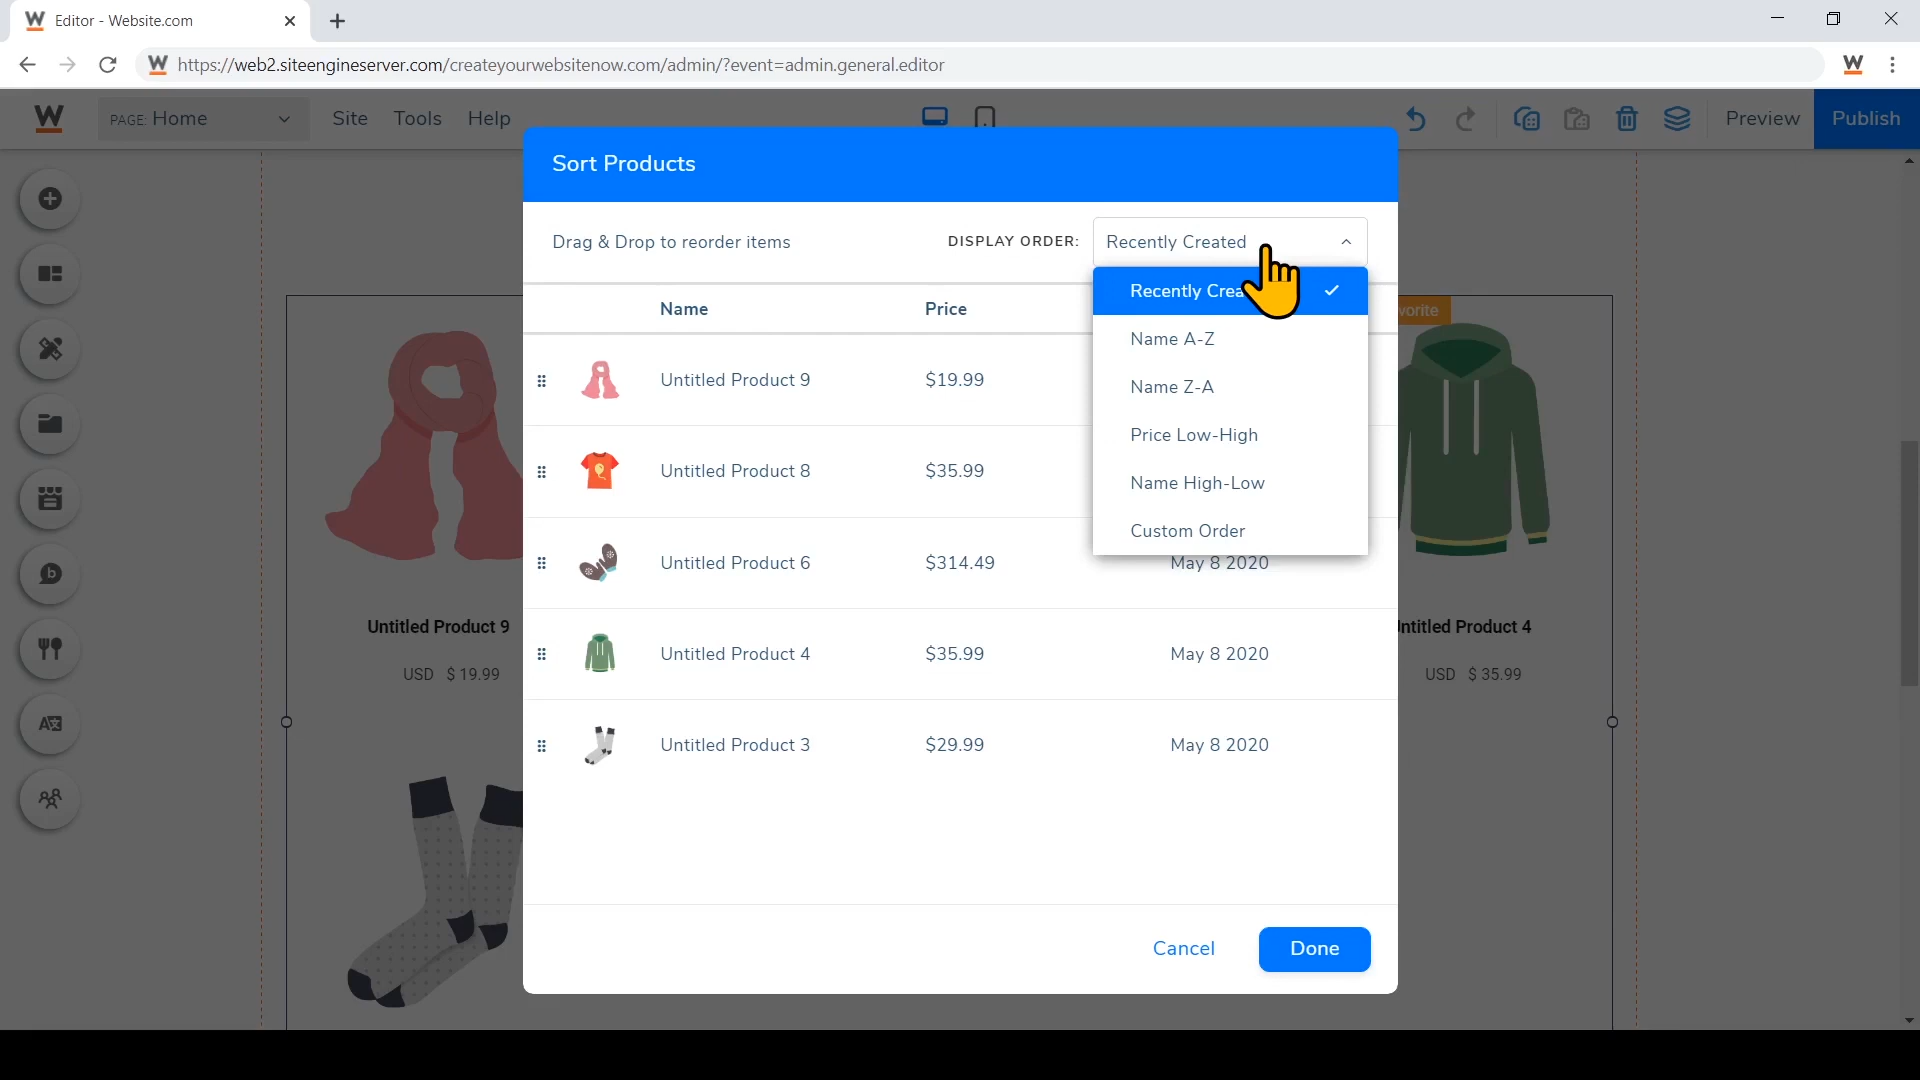 Editor - Website.com
https://web2.siteengineserver.com/createyourwebsitenow.com/admin/?event=admin.general.editor
W PAGE: Home Site Tools Help Preview Publish
Sort Products
Drag & Drop to reorder items DISPLAY ORDER: Recently Created
Recently Crea
Name Price
Name A-Z
Name Z-A
Price Low-High
Name High-Low
Custom Order
Untitled Product 9 $19.99
Untitled Product 8 $35.99
Untitled Product 6 $314.49 May 8 2020
Untitled Product 4 $35.99 May 8 2020
Untitled Product 3 $29.99 May 8 2020
Cancel Done
Untitled Product 9
USD $ 19.99
vorite
ntitled Product 4
USD $ 35.99